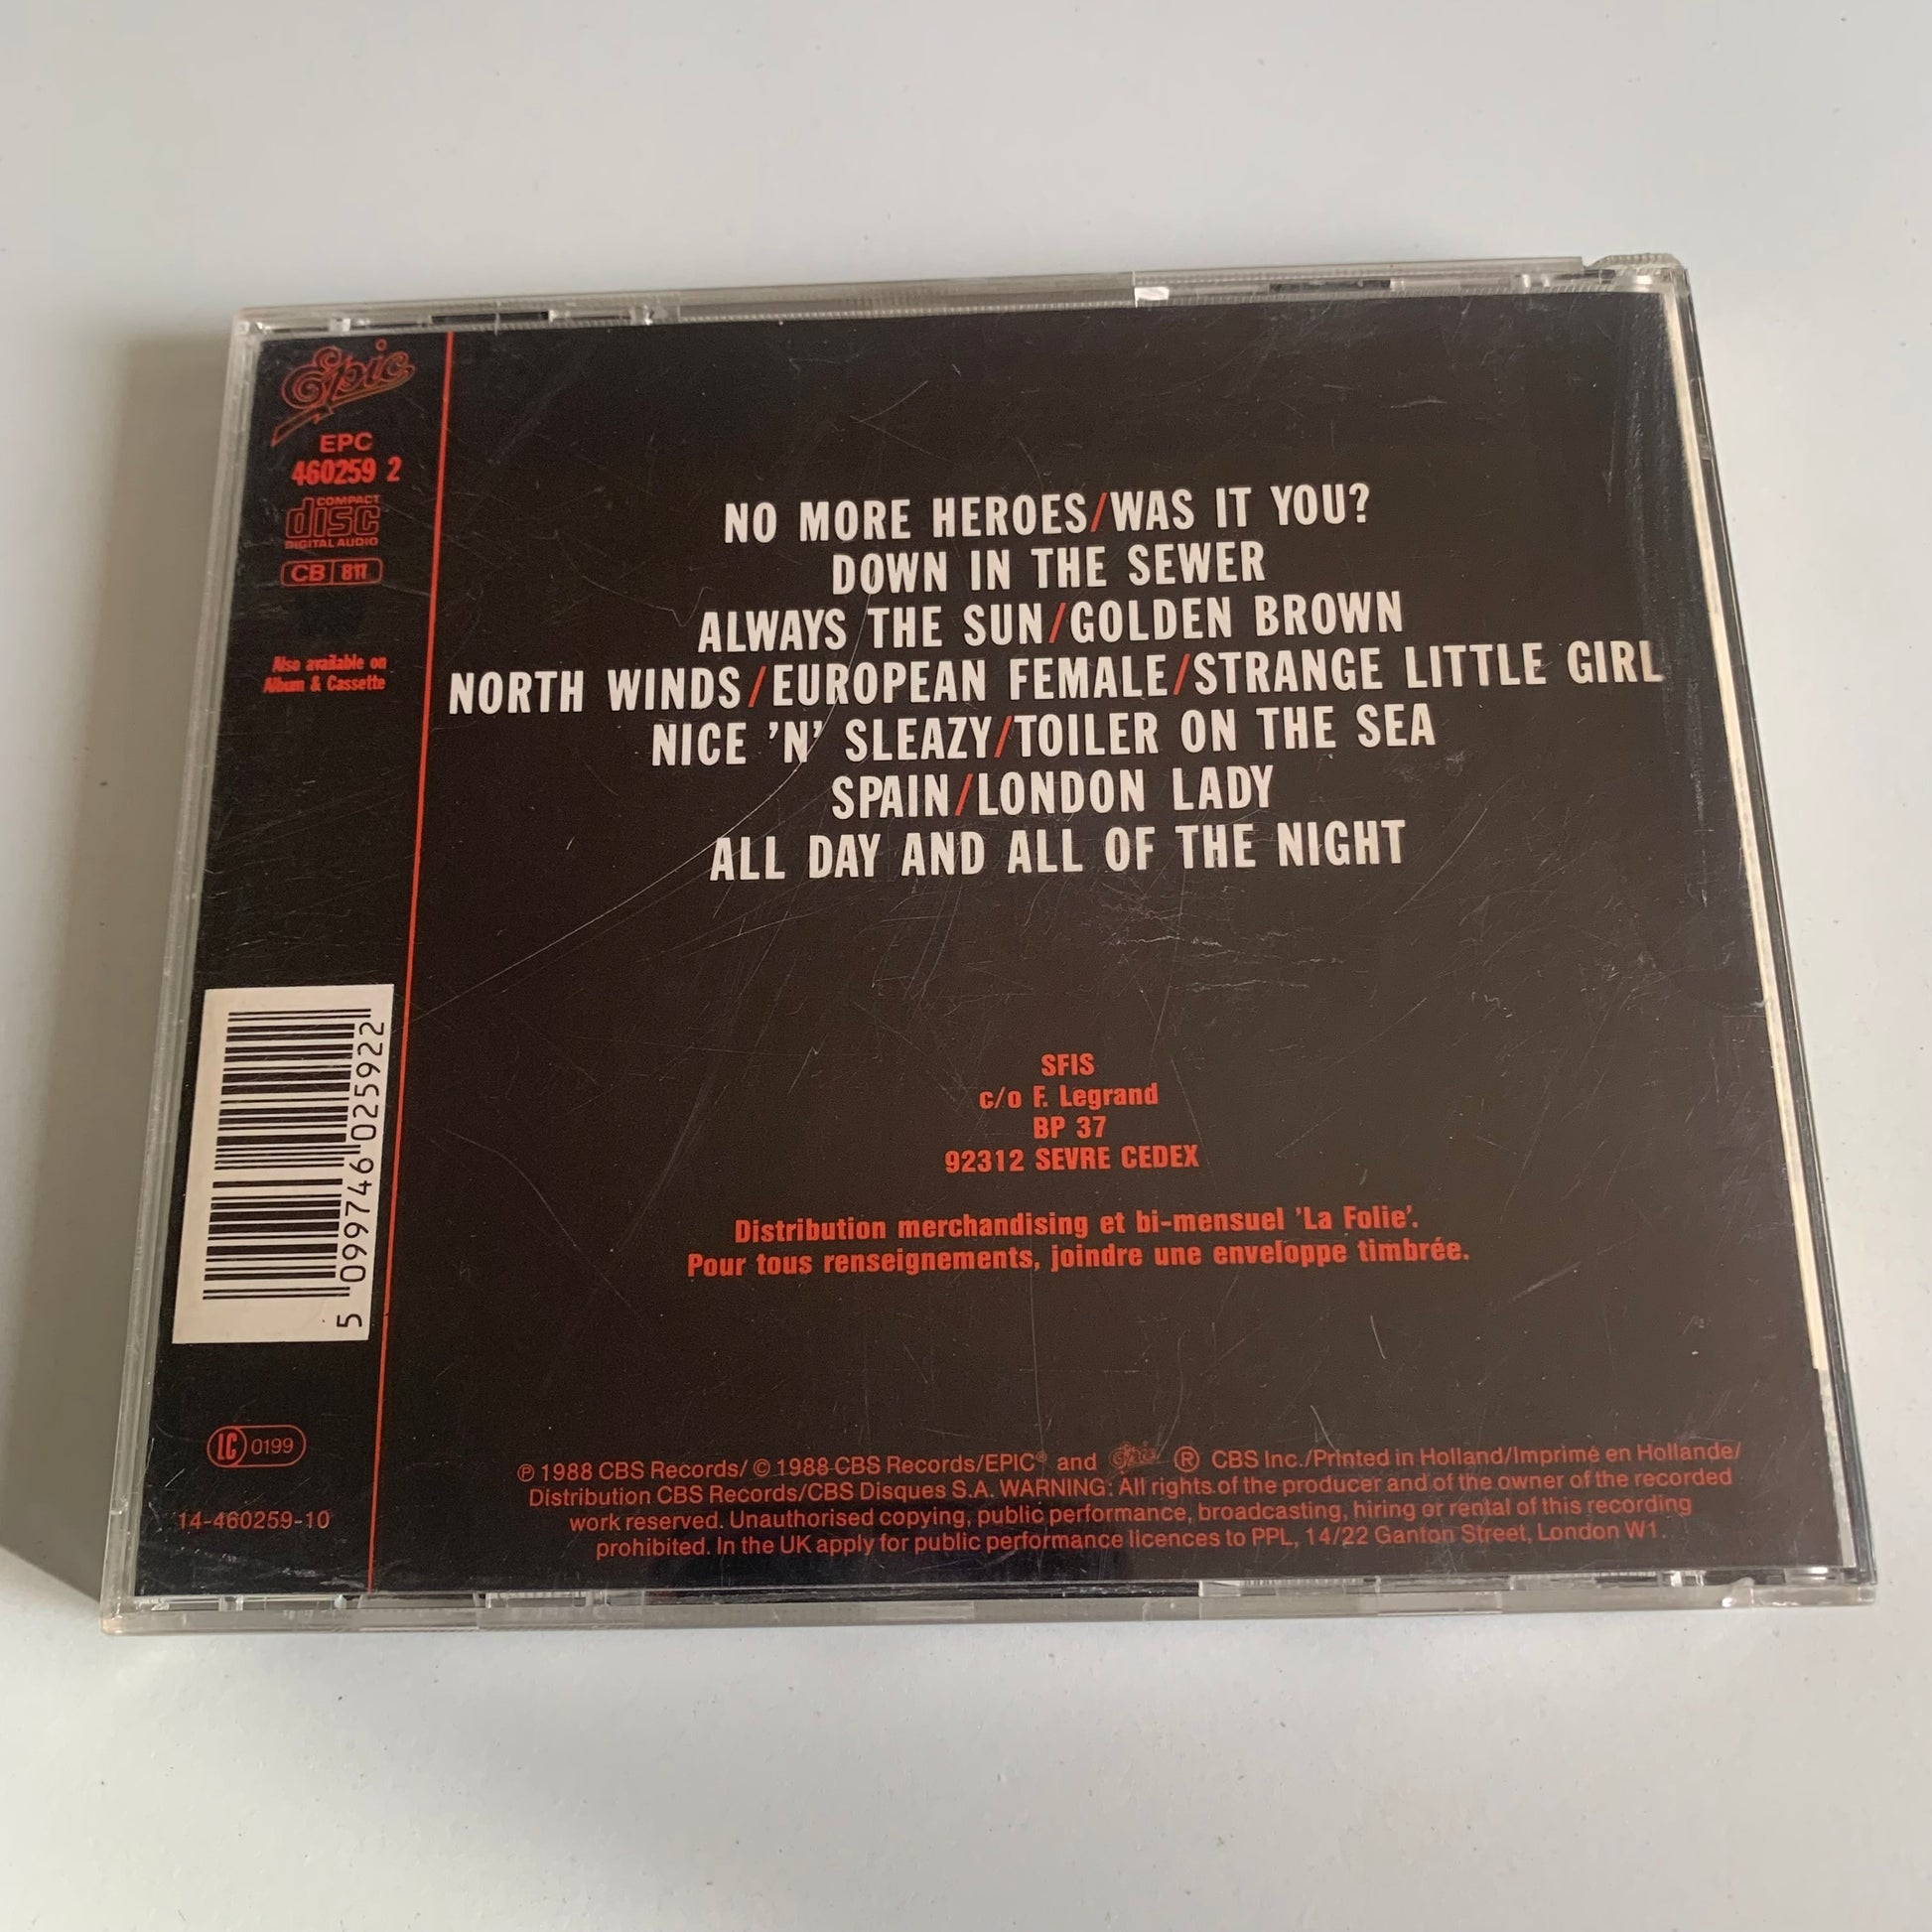 Epic
EPC
460259 2
COMPACT
disc
DIGITAL AUDIO
CB 811
Also available on
Album & Cassette
5 099746 025922
LC 0199
14-460259-10
NO MORE HEROES/WAS IT YOU?
DOWN IN THE SEWER
ALWAYS THE SUN/GOLDEN BROWN
NORTH WINDS/EUROPEAN FEMALE/STRANGE LITTLE GIRL
NICE 'N' SLEAZY/TOILER ON THE SEA
SPAIN/LONDON LADY
ALL DAY AND ALL OF THE NIGHT
SFIS
c/o F. Legrand
BP 37
92312 SEVRE CEDEX
Distribution merchandising et bi-mensuel 'La Folie'.
Pour tous renseignements, joindre une enveloppe timbrée.
℗ 1988 CBS Records/ © 1988 CBS Records/EPIC® and Epic ® CBS Inc./Printed in Holland/Imprimé en Hollande/
Distribution CBS Records/CBS Disques S.A. WARNING: All rights of the producer and of the owner of the recorded
work reserved. Unauthorised copying, public performance, broadcasting, hiring or rental of this recording
prohibited. In the UK apply for public performance licences to PPL, 14/22 Ganton Street, London W1.